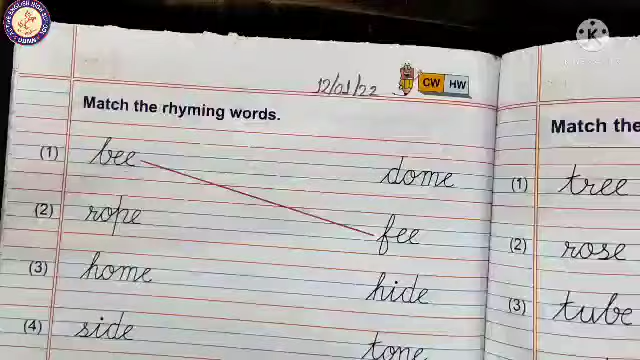 12/01/22
CW HW
Match the rhyming words.
(1) bee dome
(2) rope fee
(3) home hide
(4) side tone
Match the
(1) tree
(2) rose
(3) tube